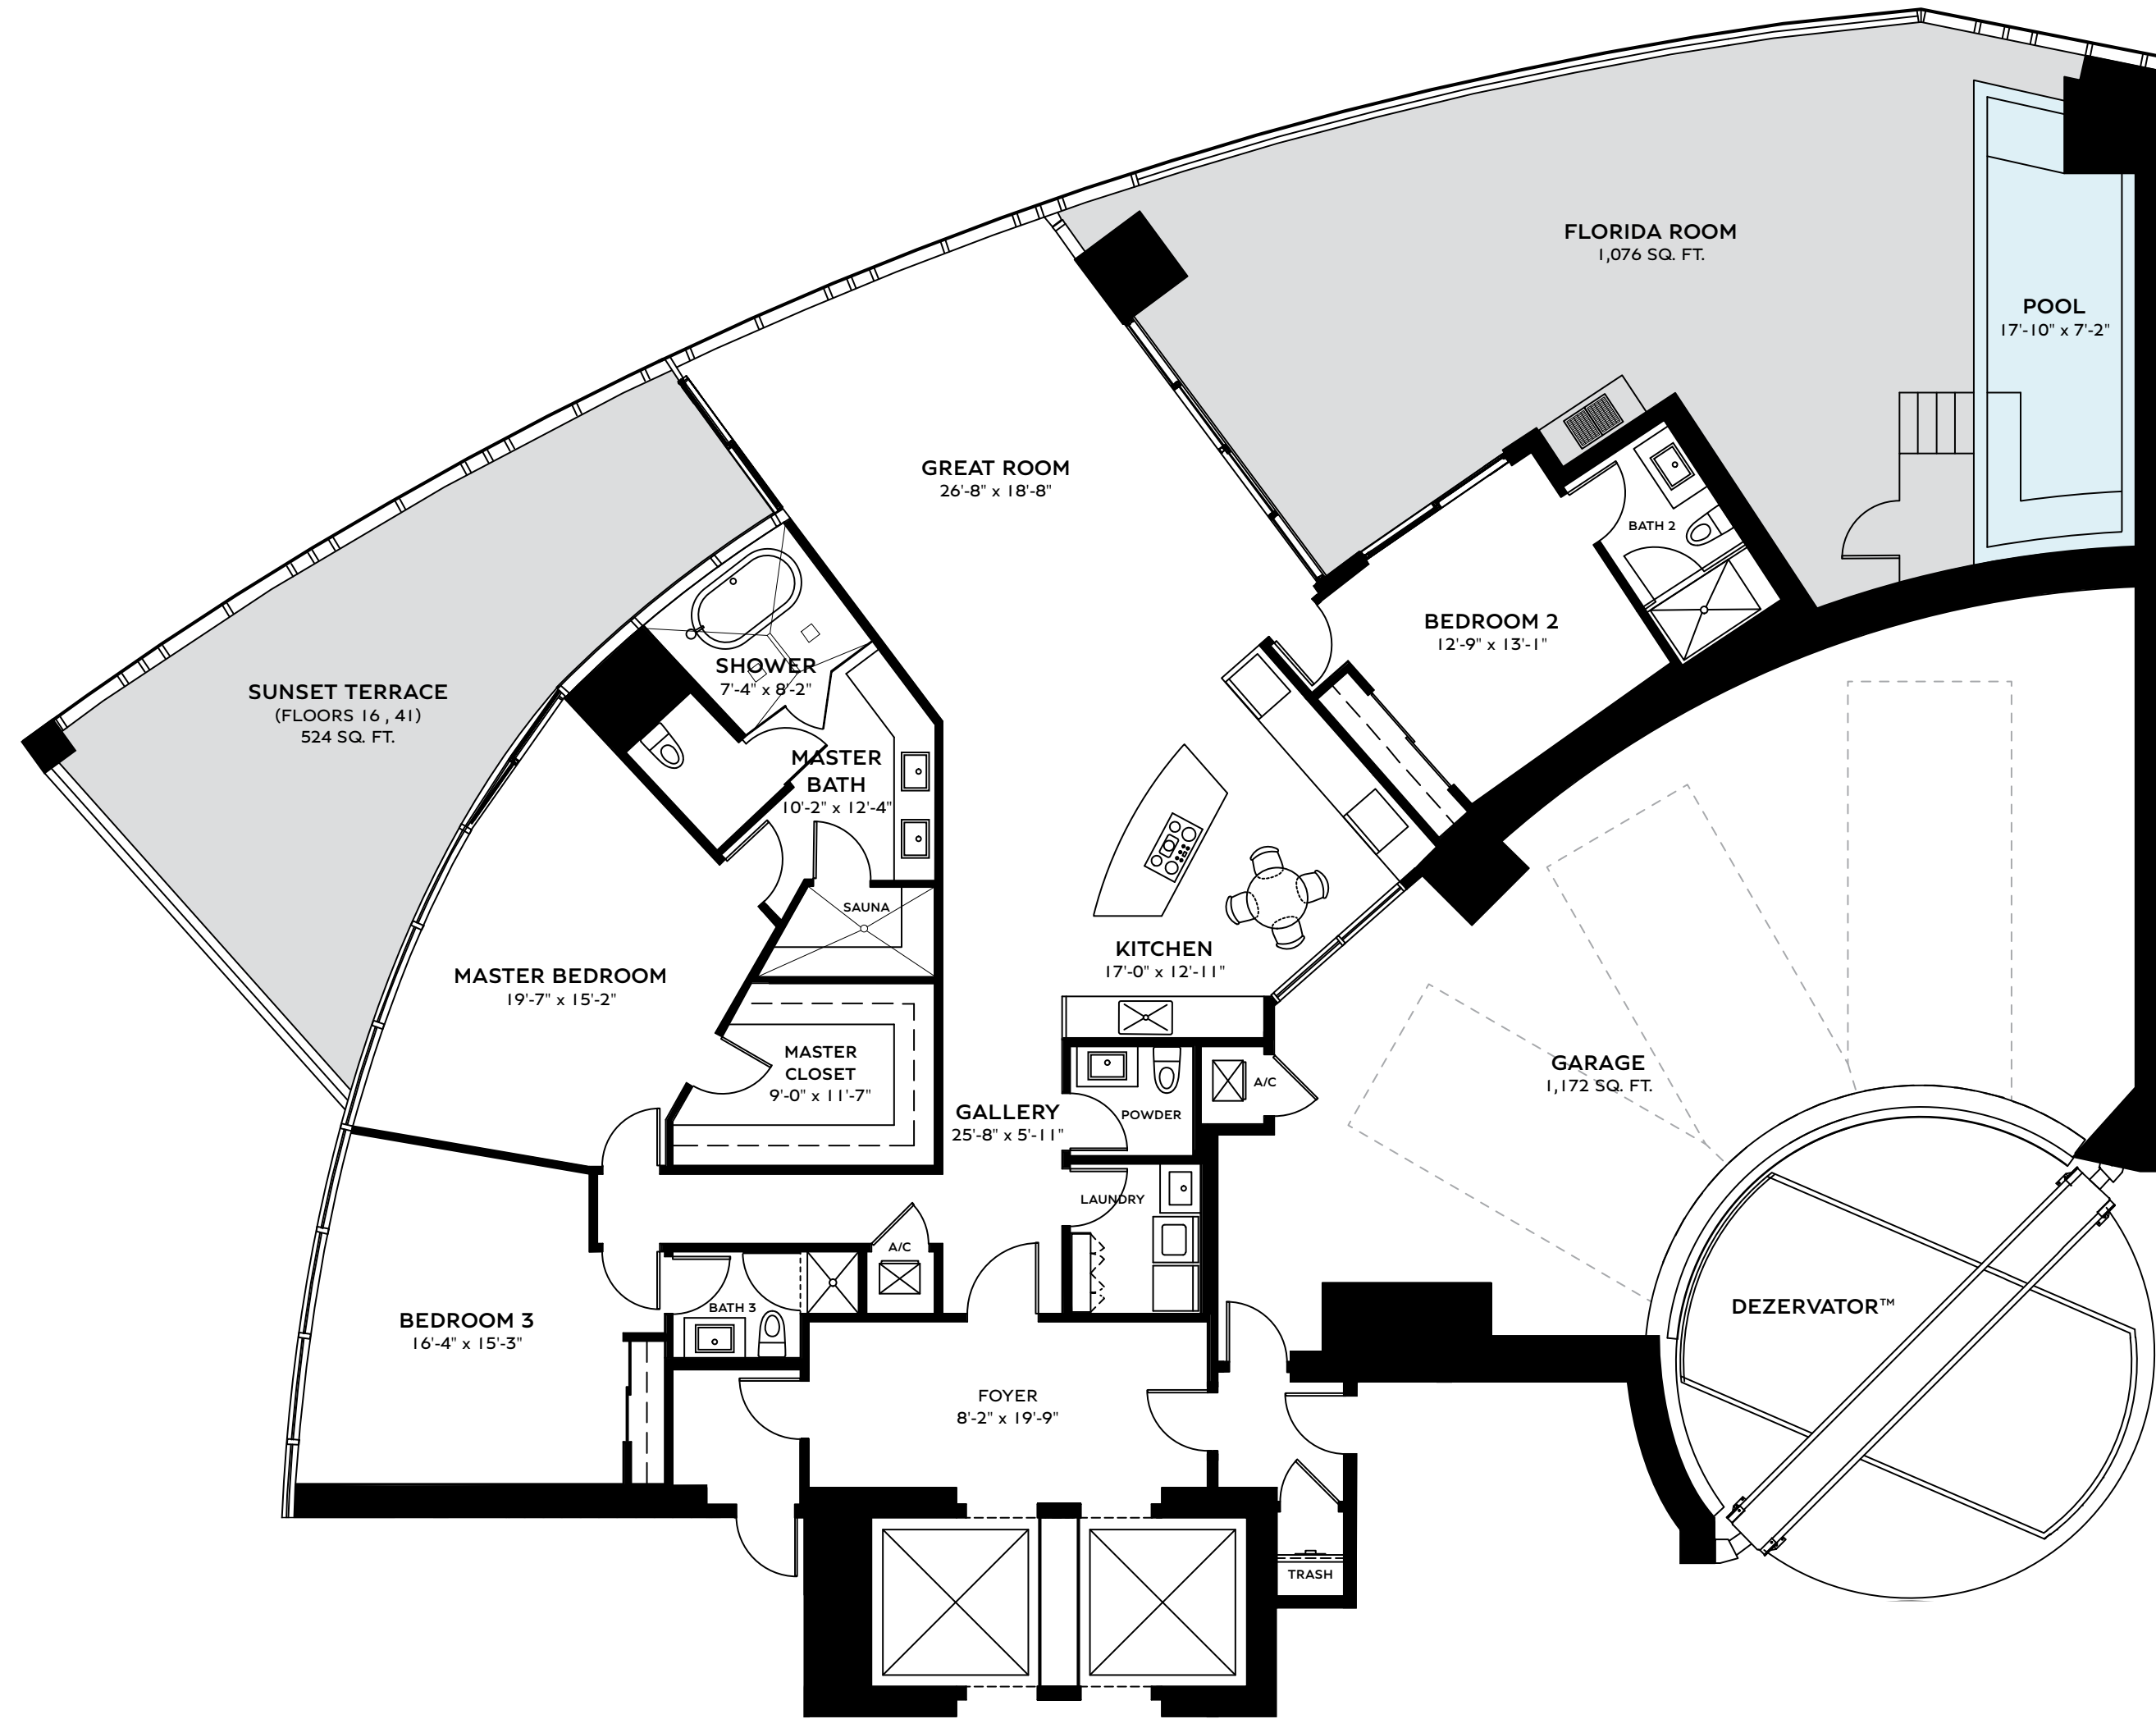 FLORIDA ROOM
1,076 SQ. FT.
POOL
17'-10" x 7'-2"
GREAT ROOM
26'-8" x 18'-8"
BATH 2
BEDROOM 2
12'-9" x 13'-1"
SHOWER
7'-4" x 8'-2"
SUNSET TERRACE
(FLOORS 16 , 41)
524 SQ. FT.
MASTER
BATH
10'-2" x 12'-4"
SAUNA
KITCHEN
17'-0" x 12'-11"
MASTER BEDROOM
19'-7" x 15'-2"
MASTER
CLOSET
9'-0" x 11'-7"
GARAGE
1,172 SQ. FT.
A/C
GALLERY
25'-8" x 5'-11"
POWDER
LAUNDRY
A/C
BATH 3
DEZERVATOR™
BEDROOM 3
16'-4" x 15'-3"
FOYER
8'-2" x 19'-9"
TRASH